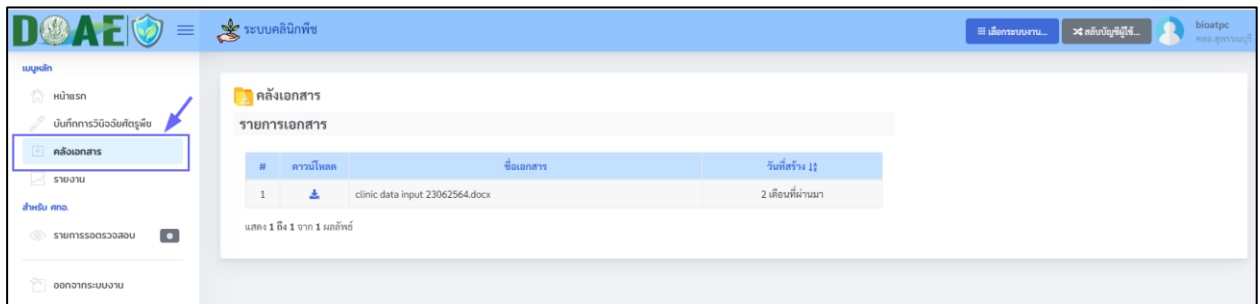 DOAE
ระบบคลินิกพืช
เลือกระบบงาน...
สลับบัญชีผู้ใช้...
bioatpc
ศทอ.สุพรรณบุรี
เมนูหลัก
หน้าแรก
บันทึกการวินิจฉัยศัตรูพืช
คลังเอกสาร
รายงาน
สำหรับ ศทอ.
รายการรอตรวจสอบ
ออกจากระบบงาน
คลังเอกสาร
รายการเอกสาร
# ดาวน์โหลด ชื่อเอกสาร วันที่สร้าง
1 clinic data input 23062564.docx 2 เดือนที่ผ่านมา
แสดง 1 ถึง 1 จาก 1 ผลลัพธ์